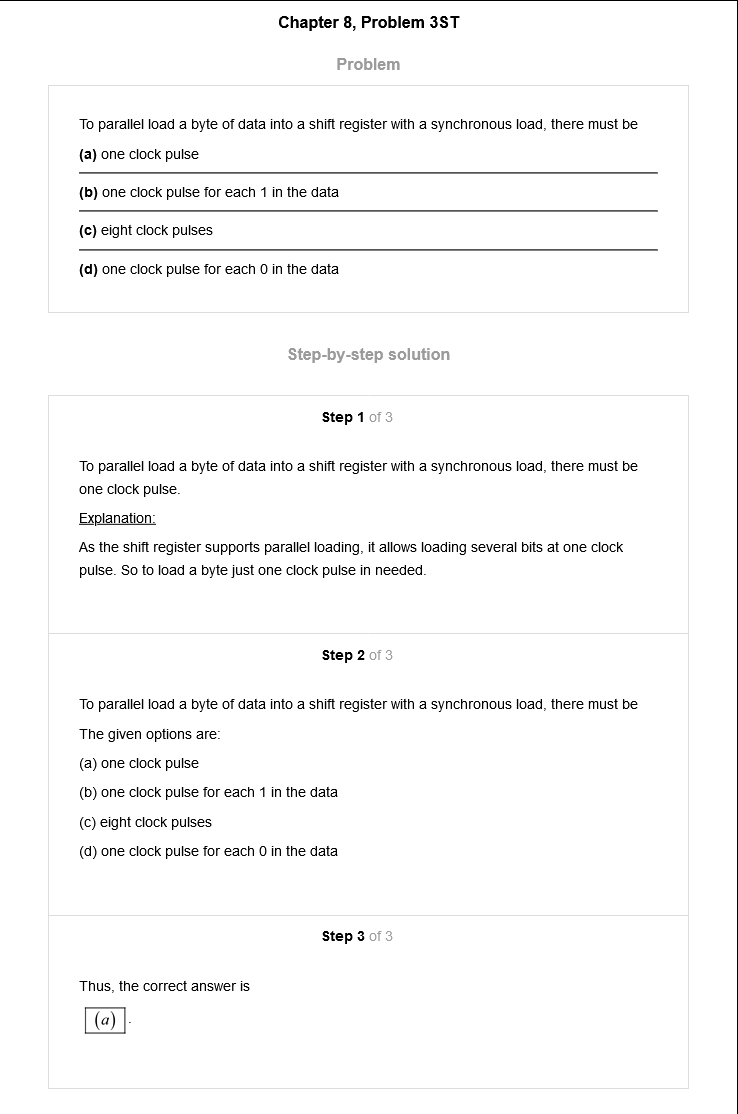 Chapter 8, Problem 3ST
Problem
To parallel load a byte of data into a shift register with a synchronous load, there must be
(a) one clock pulse
(b) one clock pulse for each 1 in the data
(c) eight clock pulses
(d) one clock pulse for each 0 in the data
Step-by-step solution
Step 1 of 3
To parallel load a byte of data into a shift register with a synchronous load, there must be
one clock pulse.
Explanation:
As the shift register supports parallel loading, it allows loading several bits at one clock
pulse. So to load a byte just one clock pulse in needed.
Step 2 of 3
To parallel load a byte of data into a shift register with a synchronous load, there must be
The given options are:
(a) one clock pulse
(b) one clock pulse for each 1 in the data
(c) eight clock pulses
(d) one clock pulse for each 0 in the data
Step 3 of 3
Thus, the correct answer is
(a).